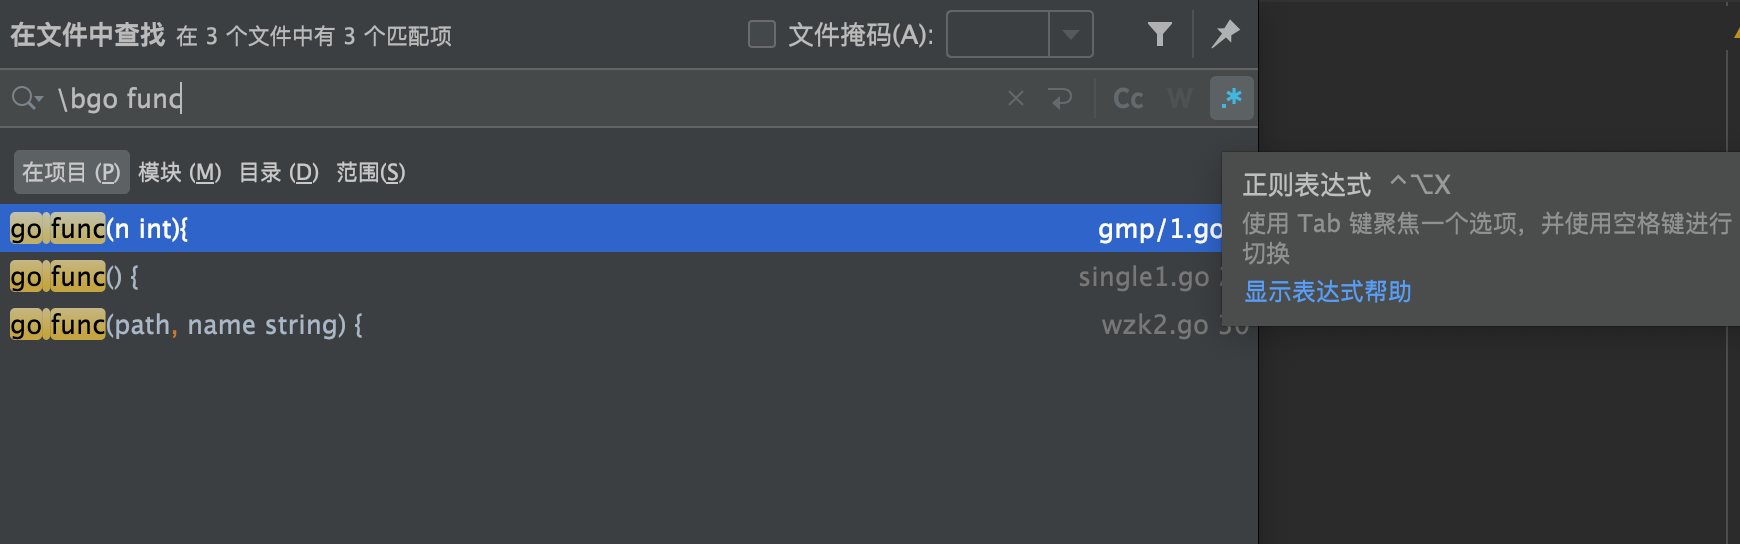 在文件中查找 在 3 个文件中有 3 个匹配项 文件掩码(A):
\bgo func Cc W .*
在项目 (P) 模块 (M) 目录 (D) 范围(S)
正则表达式 ^⌥X
使用 Tab 键聚焦一个选项，并使用空格键进行
切换
显示表达式帮助
go func(n int){ gmp/1.go
go func() { single1.go
go func(path, name string) { wzk2.go 30